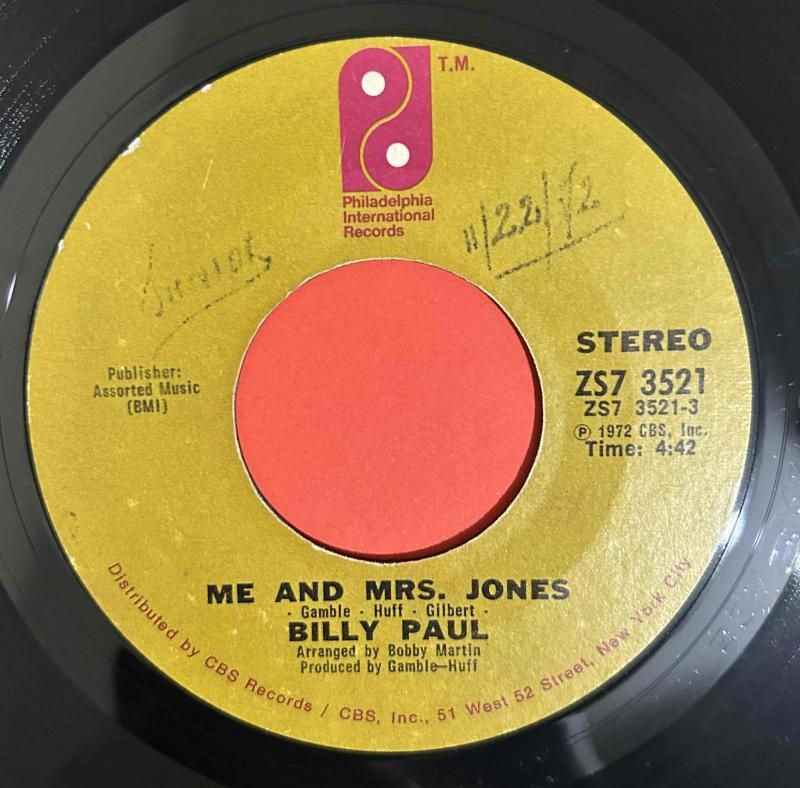 T.M.
Philadelphia
International
Records
11/22/72
Junior
STEREO
Publisher:
Assorted Music
(BMI)
ZS7 3521
ZS7 3521-3
℗ 1972 CBS, Inc.
Time: 4:42
ME AND MRS. JONES
- Gamble - Huff - Gilbert -
BILLY PAUL
Arranged by Bobby Martin
Produced by Gamble-Huff
Distributed by CBS Records / CBS, Inc., 51 West 52 Street, New York City